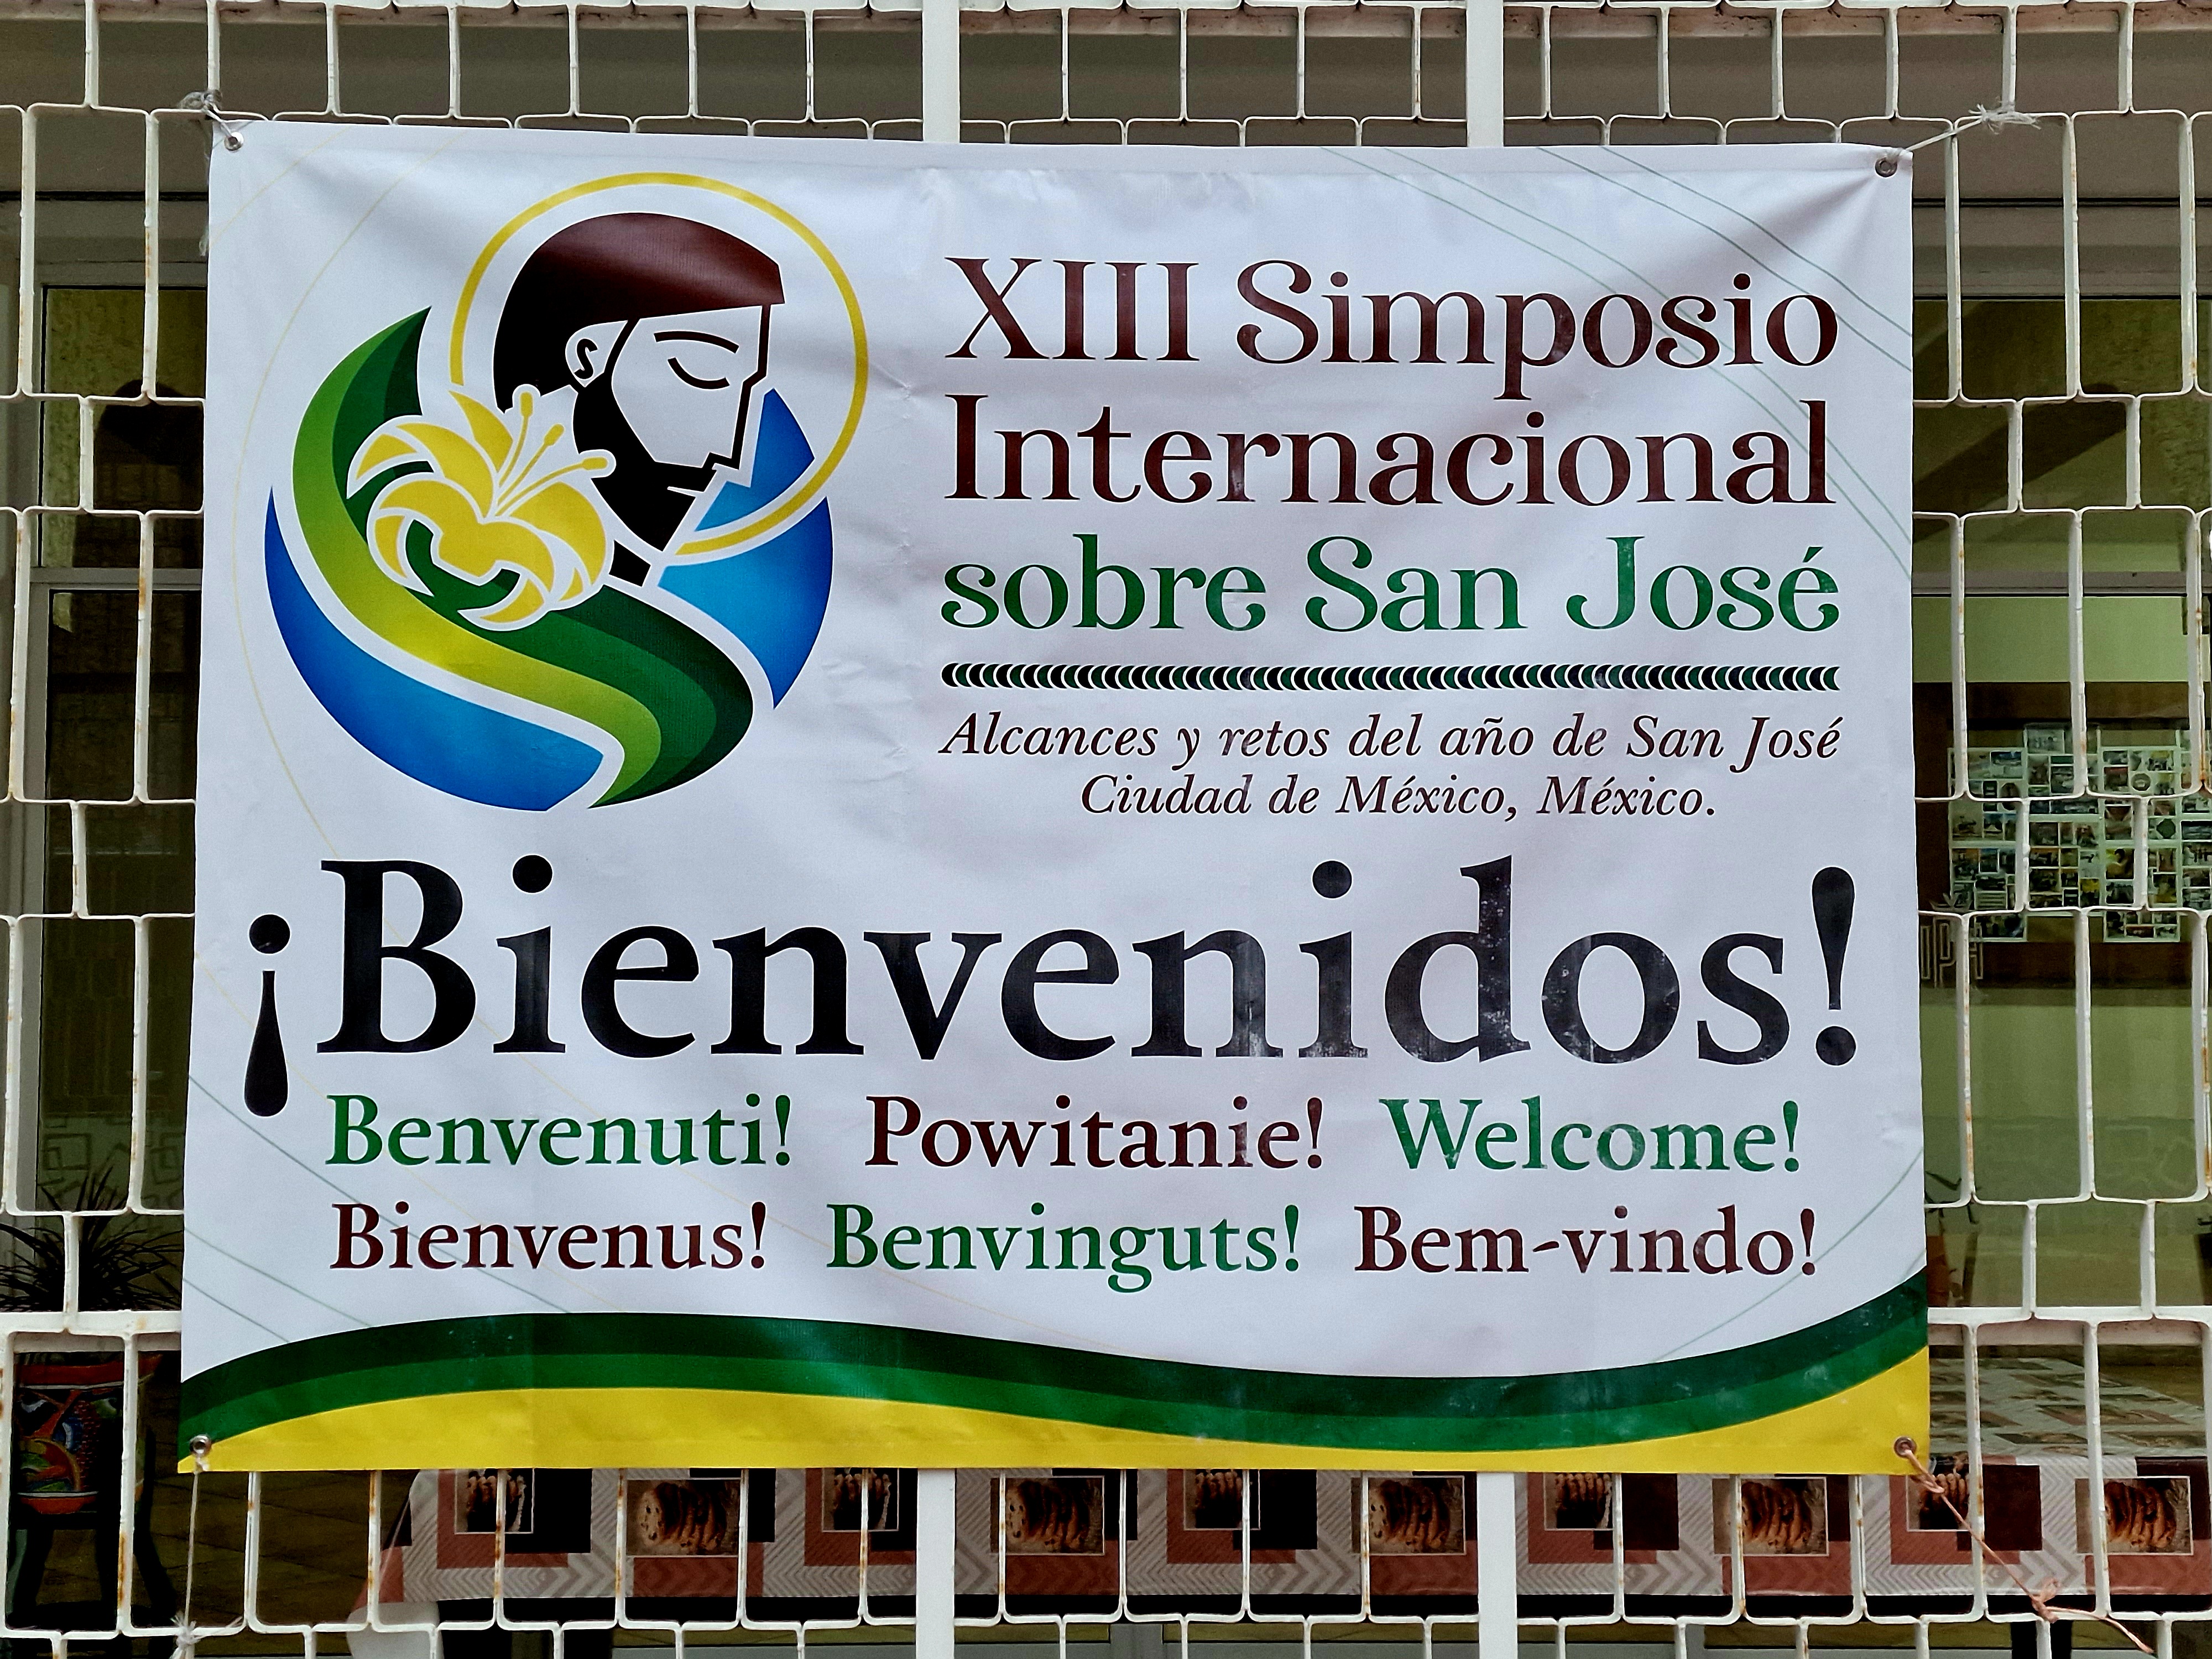 XIII Simposio
Internacional
sobre San José
Alcances y retos del año de San José
Ciudad de México, México.
¡Bienvenidos!
Benvenuti! Powitanie! Welcome!
Bienvenus! Benvinguts! Bem-vindo!